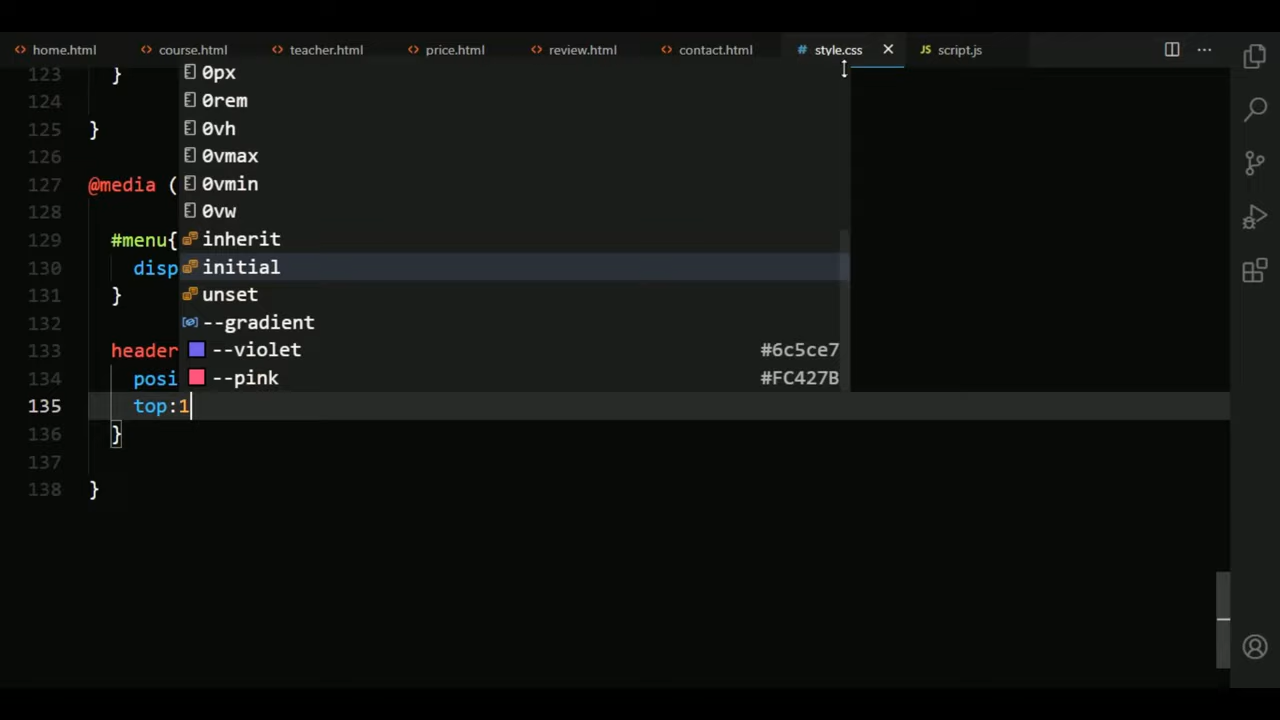 home.html course.html teacher.html price.html review.html contact.html # style.css JS script.js
123 }
0px
124
0rem
125 }
0vh
126
0vmax
127 @media (
0vmin
128
0vw
129 #menu{
inherit
130 disp
initial
131 }
unset
132
--gradient
133 header
--violet #6c5ce7
134 posi
--pink #FC427B
135 top:1
136 }
137
138 }